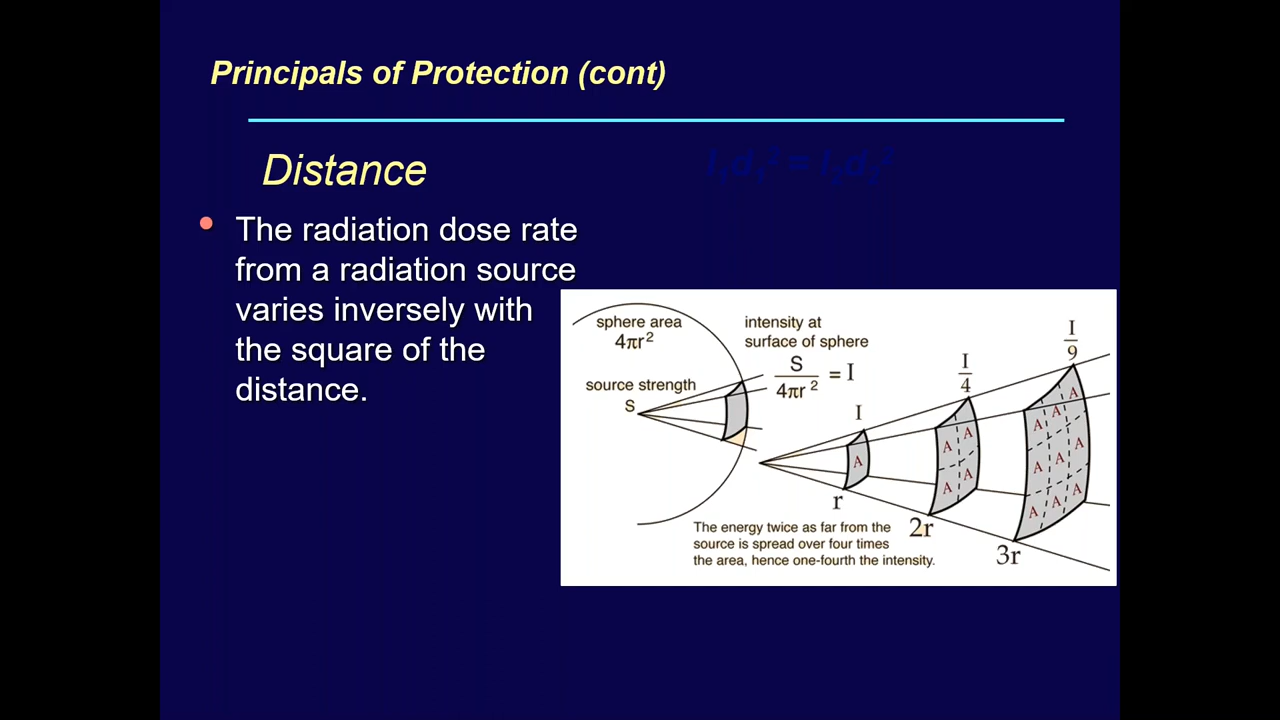 Principals of Protection (cont)
Distance
I₁d₁² = I₂d₂²
• The radiation dose rate
from a radiation source
varies inversely with
the square of the
distance.
sphere area
4πr²
source strength
S
intensity at
surface of sphere
S
4πr² = I
I
A
r
I
4
A A
A A
2r
I
9
A A A
A A A
A A A
3r
The energy twice as far from the
source is spread over four times
the area, hence one-fourth the intensity.